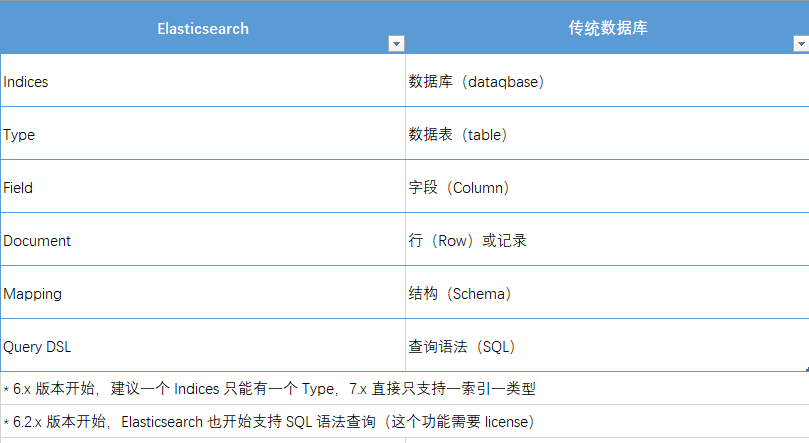 Elasticsearch 传统数据库
Indices 数据库（dataqbase）
Type 数据表（table）
Field 字段（Column）
Document 行（Row）或记录
Mapping 结构（Schema）
Query DSL 查询语法（SQL）
* 6.x 版本开始，建议一个 Indices 只能有一个 Type，7.x 直接只支持一索引一类型
* 6.2.x 版本开始，Elasticsearch 也开始支持 SQL 语法查询（这个功能需要 license）